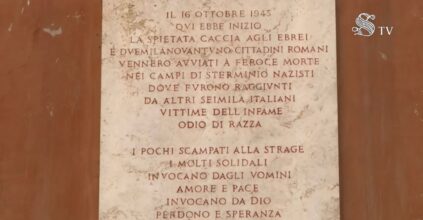 IL 16 OTTOBRE 1943
QVI EBBE INIZIO
LA SPIETATA CACCIA AGLI EBREI
E DVEMILANOVANTVNO CITTADINI ROMANI
VENNERO AVVIATI A FEROCE MORTE
NEI CAMPI DI STERMINIO NAZISTI
DOVE FVRONO RAGGIVNTI
DA ALTRI SEIMILA ITALIANI
VITTIME DELL'INFAME
ODIO DI RAZZA
I POCHI SCAMPATI ALLA STRAGE
I MOLTI SOLIDALI
INVOCANO DAGLI VOMINI
AMORE E PACE
INVOCANO DA DIO
PERDONO E SPERANZA
S TV